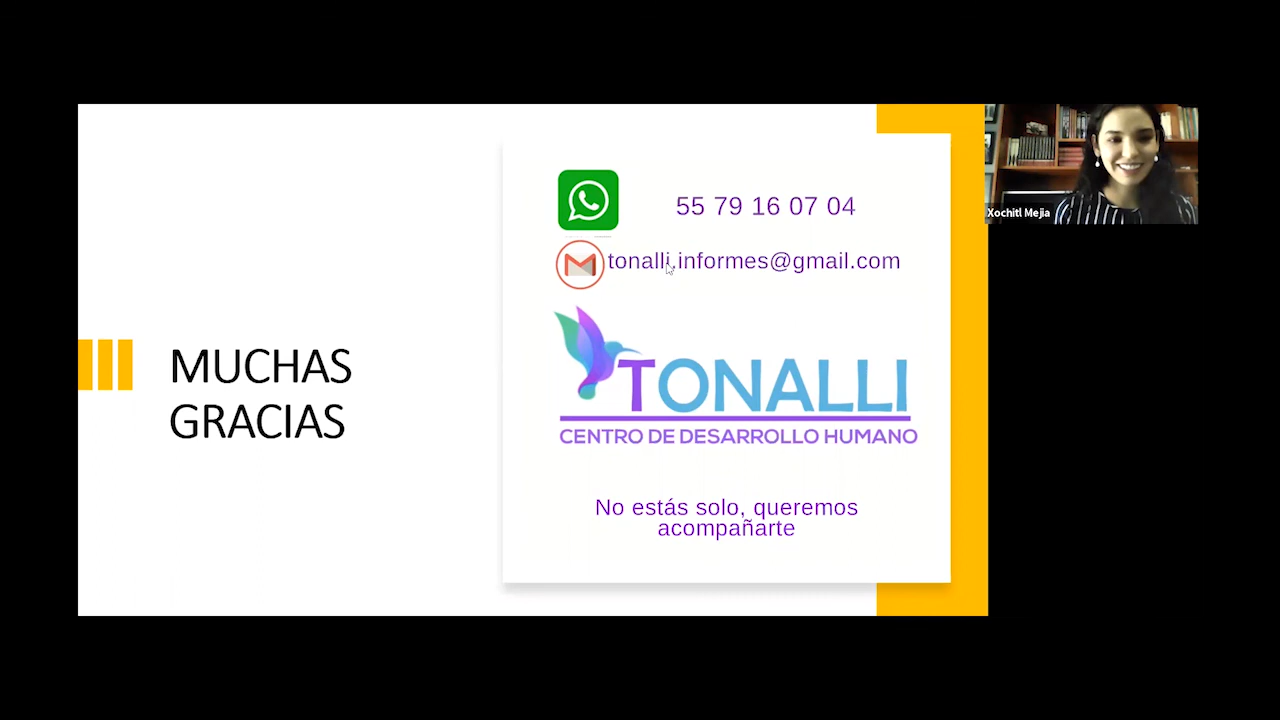 MUCHAS
GRACIAS
55 79 16 07 04
tonalli.informes@gmail.com
TONALLI
CENTRO DE DESARROLLO HUMANO
No estás solo, queremos
acompañarte
Xochitl Mejia